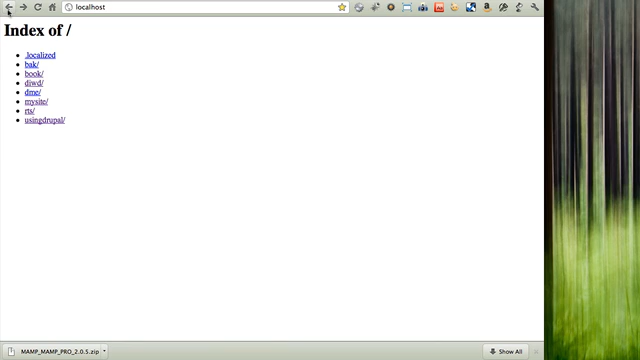 localhost
Index of /
.localized
bak/
book/
diwd/
dme/
mysite/
rts/
usingdrupal/
MAMP_MAMP_PRO_2.0.5.zip
Show All